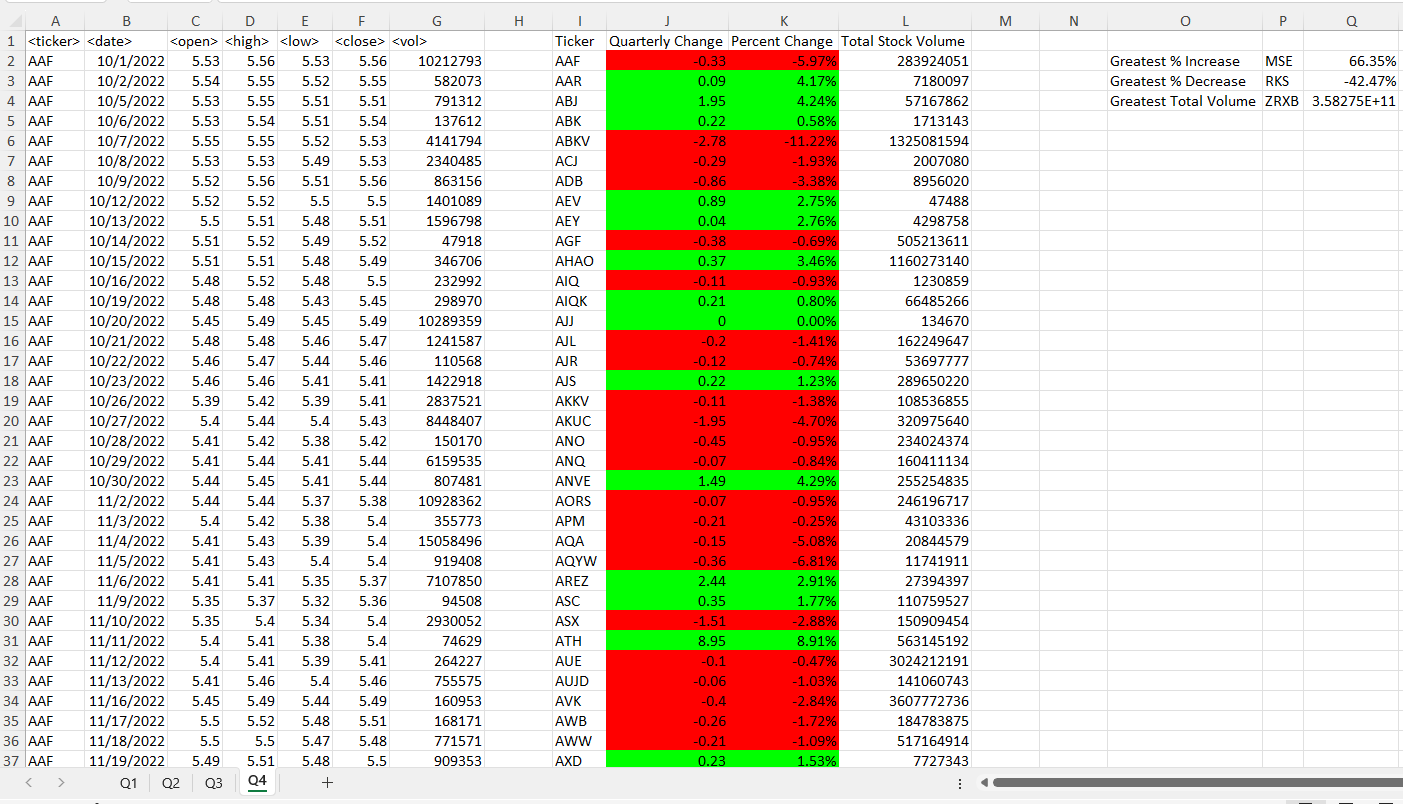 A B C D E F G H I J K L M N O P Q
1 <ticker> <date> <open> <high> <low> <close> <vol> Ticker Quarterly Change Percent Change Total Stock Volume
2 AAF 10/1/2022 5.53 5.56 5.53 5.56 10212793 AAF -0.33 -5.97% 283924051 Greatest % Increase MSE 66.35%
3 AAF 10/2/2022 5.54 5.55 5.52 5.55 582073 AAR 0.09 4.17% 7180097 Greatest % Decrease RKS -42.47%
4 AAF 10/5/2022 5.53 5.55 5.51 5.51 791312 ABJ 1.95 4.24% 57167862 Greatest Total Volume ZRXB 3.58275E+11
5 AAF 10/6/2022 5.53 5.54 5.51 5.54 137612 ABK 0.22 0.58% 1713143
6 AAF 10/7/2022 5.55 5.55 5.52 5.53 4141794 ABKV -2.78 -11.22% 1325081594
7 AAF 10/8/2022 5.53 5.53 5.49 5.53 2340485 ACJ -0.29 -1.93% 2007080
8 AAF 10/9/2022 5.52 5.56 5.51 5.56 863156 ADB -0.86 -3.38% 8956020
9 AAF 10/12/2022 5.52 5.52 5.5 5.5 1401089 AEV 0.89 2.75% 47488
10 AAF 10/13/2022 5.5 5.51 5.48 5.51 1596798 AEY 0.04 2.76% 4298758
11 AAF 10/14/2022 5.51 5.52 5.49 5.52 47918 AGF -0.38 -0.69% 505213611
12 AAF 10/15/2022 5.51 5.51 5.48 5.49 346706 AHAO 0.37 3.46% 1160273140
13 AAF 10/16/2022 5.48 5.52 5.48 5.5 232992 AIQ -0.11 -0.93% 1230859
14 AAF 10/19/2022 5.48 5.48 5.43 5.45 298970 AIQK 0.21 0.80% 66485266
15 AAF 10/20/2022 5.45 5.49 5.45 5.49 10289359 AJJ 0 0.00% 134670
16 AAF 10/21/2022 5.48 5.48 5.46 5.47 1241587 AJL -0.2 -1.41% 162249647
17 AAF 10/22/2022 5.46 5.47 5.44 5.46 110568 AJR -0.12 -0.74% 53697777
18 AAF 10/23/2022 5.46 5.46 5.41 5.41 1422918 AJS 0.22 1.23% 289650220
19 AAF 10/26/2022 5.39 5.42 5.39 5.41 2837521 AKKV -0.11 -1.38% 108536855
20 AAF 10/27/2022 5.4 5.44 5.4 5.43 8448407 AKUC -1.95 -4.70% 320975640
21 AAF 10/28/2022 5.41 5.42 5.38 5.42 150170 ANO -0.45 -0.95% 234024374
22 AAF 10/29/2022 5.41 5.44 5.41 5.44 6159535 ANQ -0.07 -0.84% 160411134
23 AAF 10/30/2022 5.44 5.45 5.41 5.44 807481 ANVE 1.49 4.29% 255254835
24 AAF 11/2/2022 5.44 5.44 5.37 5.38 10928362 AORS -0.07 -0.95% 246196717
25 AAF 11/3/2022 5.4 5.42 5.38 5.4 355773 APM -0.21 -0.25% 43103336
26 AAF 11/4/2022 5.41 5.43 5.39 5.4 15058496 AQA -0.15 -5.08% 20844579
27 AAF 11/5/2022 5.41 5.43 5.4 5.4 919408 AQYW -0.36 -6.81% 11741911
28 AAF 11/6/2022 5.41 5.41 5.35 5.37 7107850 AREZ 2.44 2.91% 27394397
29 AAF 11/9/2022 5.35 5.37 5.32 5.36 94508 ASC 0.35 1.77% 110759527
30 AAF 11/10/2022 5.35 5.4 5.34 5.4 2930052 ASX -1.51 -2.88% 150909454
31 AAF 11/11/2022 5.4 5.41 5.38 5.4 74629 ATH 8.95 8.91% 563145192
32 AAF 11/12/2022 5.4 5.41 5.39 5.41 264227 AUE -0.1 -0.47% 3024212191
33 AAF 11/13/2022 5.41 5.46 5.4 5.46 755575 AUJD -0.06 -1.03% 141060743
34 AAF 11/16/2022 5.45 5.49 5.44 5.49 160953 AVK -0.4 -2.84% 3607772736
35 AAF 11/17/2022 5.5 5.52 5.48 5.51 168171 AWB -0.26 -1.72% 184783875
36 AAF 11/18/2022 5.5 5.5 5.47 5.48 771571 AWW -0.21 -1.09% 517164914
37 AAF 11/19/2022 5.49 5.51 5.48 5.5 909353 AXD 0.23 1.53% 7727343
Q1 Q2 Q3 Q4 +